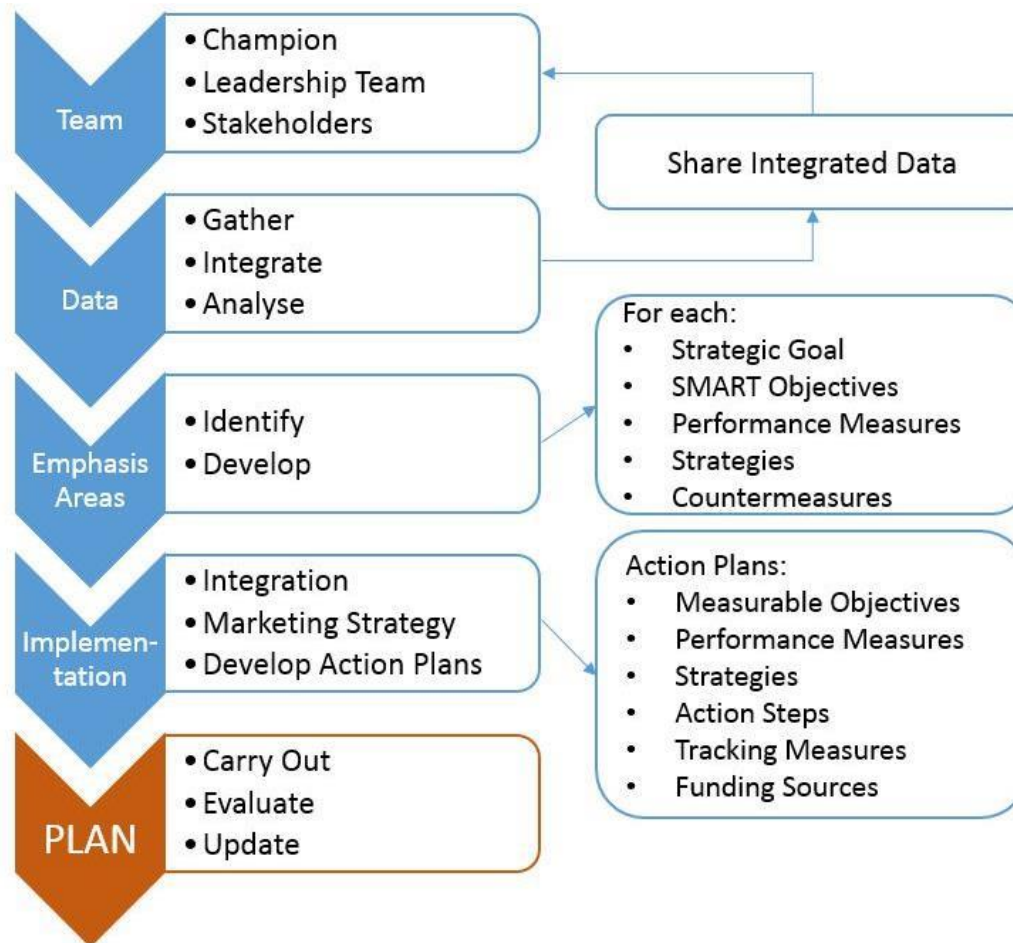 Team
• Champion
• Leadership Team
• Stakeholders
Share Integrated Data
Data
• Gather
• Integrate
• Analyse
Emphasis
Areas
• Identify
• Develop
For each:
• Strategic Goal
• SMART Objectives
• Performance Measures
• Strategies
• Countermeasures
Implemen-
tation
• Integration
• Marketing Strategy
• Develop Action Plans
Action Plans:
• Measurable Objectives
• Performance Measures
• Strategies
• Action Steps
• Tracking Measures
• Funding Sources
PLAN
• Carry Out
• Evaluate
• Update